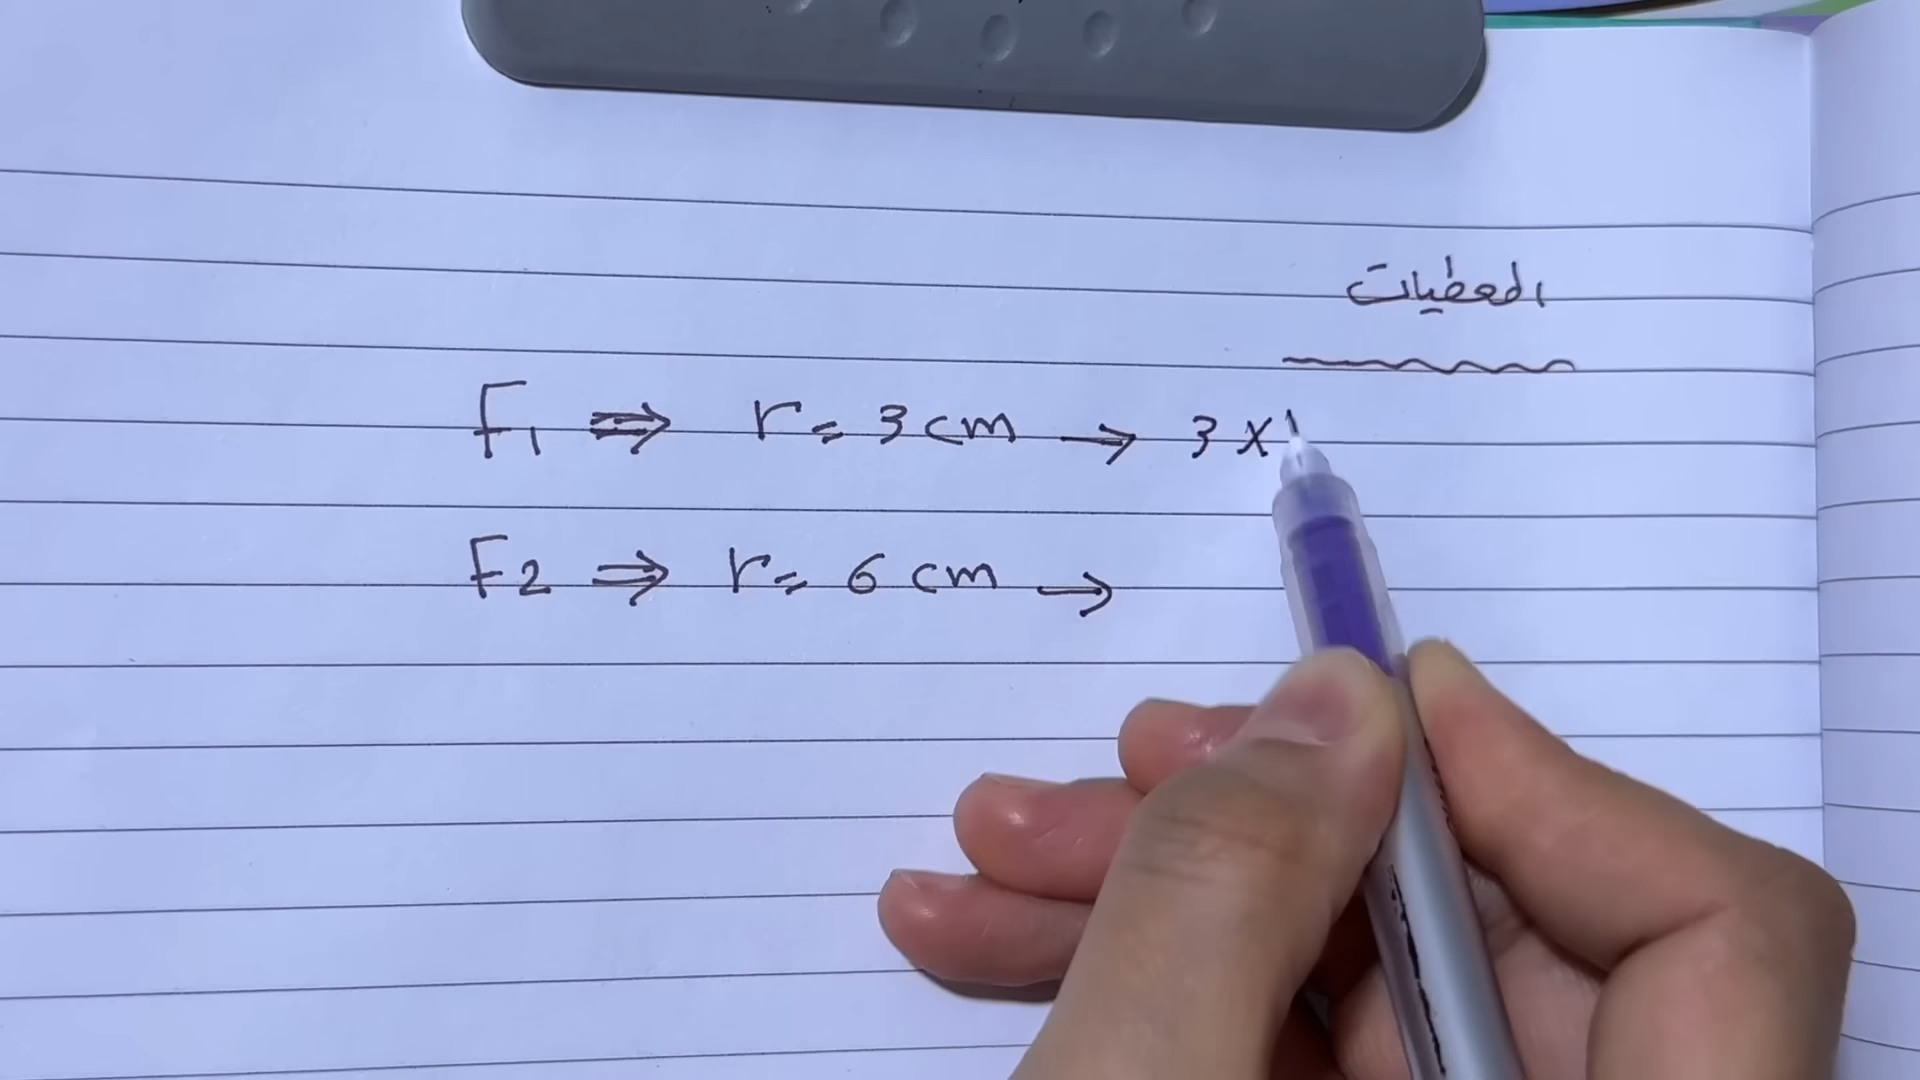 المعطيات
F1 ⇒ r = 3 cm → 3 x 1
F2 ⇒ r = 6 cm →